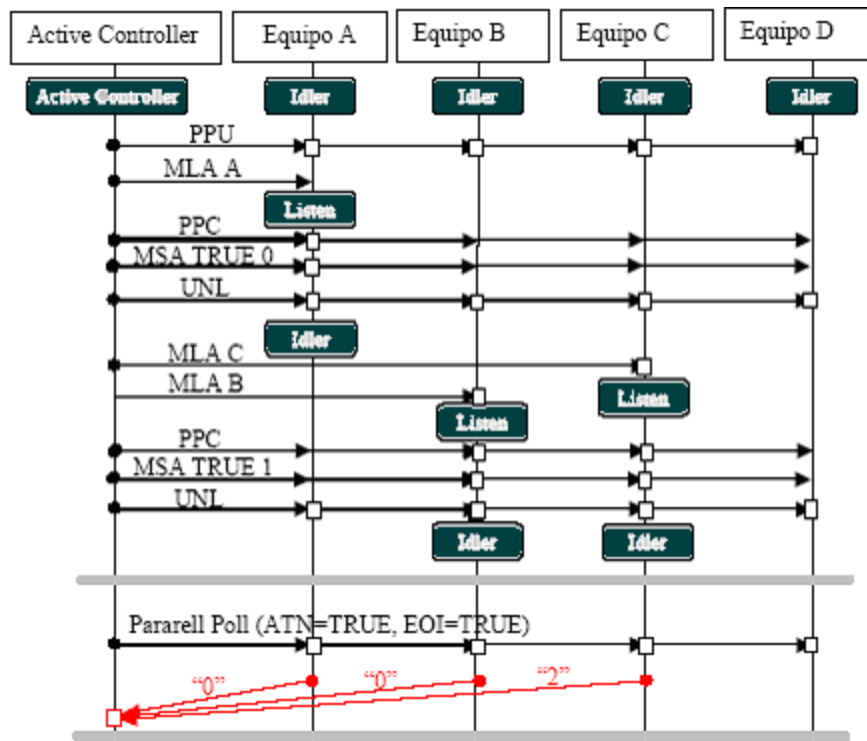 Active Controller
Equipo A
Equipo B
Equipo C
Equipo D
Active Controller
Idler
Idler
Idler
Idler
PPU
MLA A
Listen
PPC
MSA TRUE 0
UNL
Idler
MLA C
MLA B
Listen
Listen
PPC
MSA TRUE 1
UNL
Idler
Idler
Pararell Poll (ATN=TRUE, EOI=TRUE)
“0”
“0”
“2”